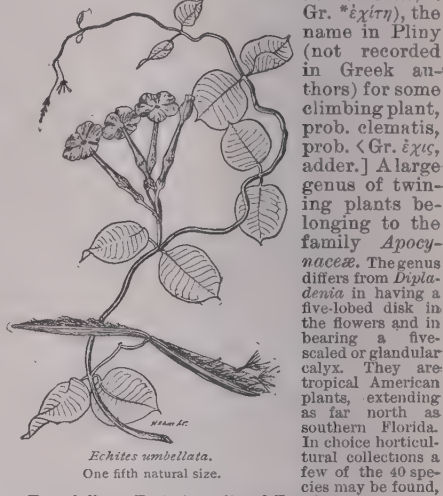 Gr. *ἐχίτη), the
name in Pliny
(not recorded
in Greek au-
thors) for some
climbing plant,
prob. clematis,
prob. < Gr. ἔχις,
adder.] A large
genus of twin-
ing plants be-
longing to the
family Apocy-
naceæ. The genus
differs from Dipla-
denia in having a
five-lobed disk in
the flowers and in
bearing a five-
scaled or glandular
calyx. They are
tropical American
plants, extending
as far north as
southern Florida.
In choice horticul-
tural collections a
few of the 40 spe-
cies may be found,
Echites umbellata.
One fifth natural size.